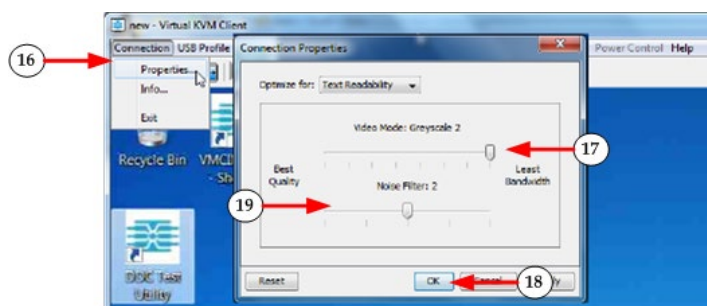 new - Virtual KVM Client
Connection USB Profile
Power Control Help
16
Properties...
Info...
Exit
Connection Properties
Optimize for: Text Readability
Video Mode: Greyscale 2
17
Best
Quality
Least
Bandwidth
Noise Filter: 2
19
Recycle Bin
Test
Utility
Reset
OK
18